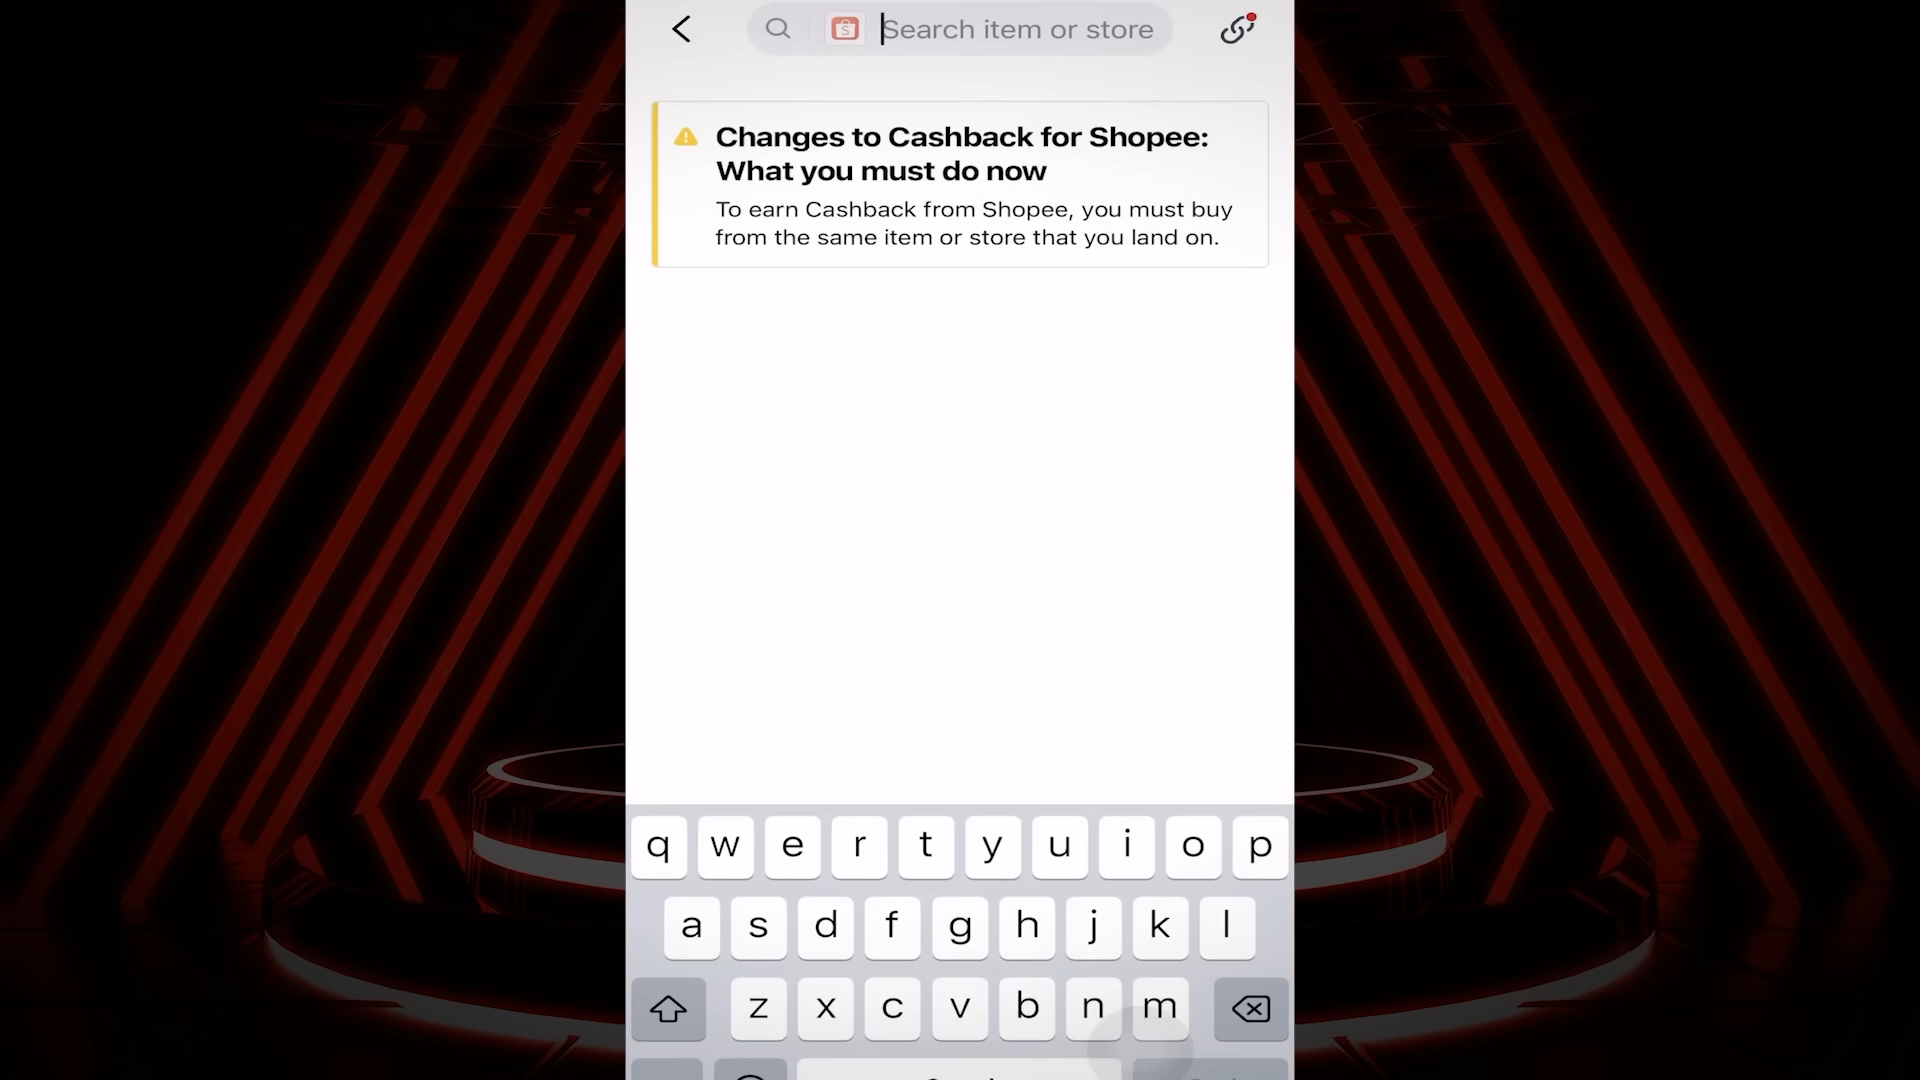 Search item or store
Changes to Cashback for Shopee:
What you must do now
To earn Cashback from Shopee, you must buy
from the same item or store that you land on.
q w e r t y u i o p
a s d f g h j k l
z x c v b n m